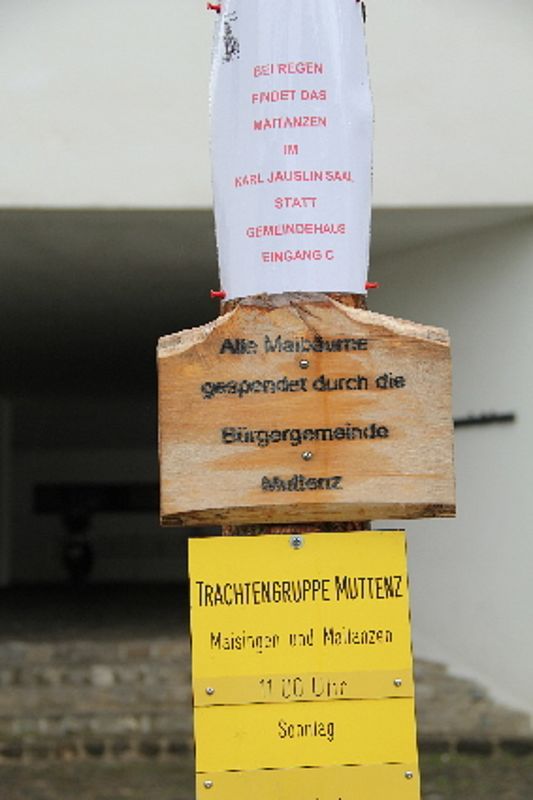 BEI REGEN
FINDET DAS
MAITANZEN
IM
KARL JAUSLIN SAAL
STATT
GEMEINDEHAUS
EINGANG C
Alle Maibäume
gespendet durch die
Bürgergemeinde
Muttenz
TRACHTENGRUPPE MUTTENZ
Maisingen und Maitanzen
11 00 Uhr
Sonntag